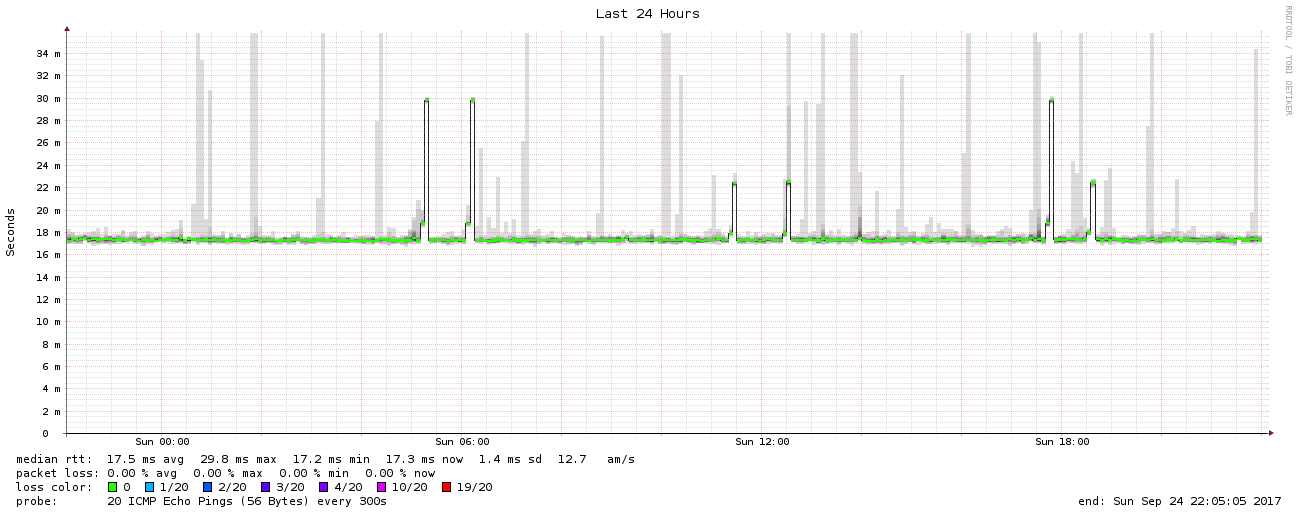 Last 24 Hours
RRDTOOL / TOBI OETIKER
Seconds
34 m
32 m
30 m
28 m
26 m
24 m
22 m
20 m
18 m
16 m
14 m
12 m
10 m
8 m
6 m
4 m
2 m
0
Sun 00:00 Sun 06:00 Sun 12:00 Sun 18:00
median rtt: 17.5 ms avg 29.8 ms max 17.2 ms min 17.3 ms now 1.4 ms sd 12.7 am/s
packet loss: 0.00 % avg 0.00 % max 0.00 % min 0.00 % now
loss color: 0 1/20 2/20 3/20 4/20 10/20 19/20
probe: 20 ICMP Echo Pings (56 Bytes) every 300s end: Sun Sep 24 22:05:05 2017